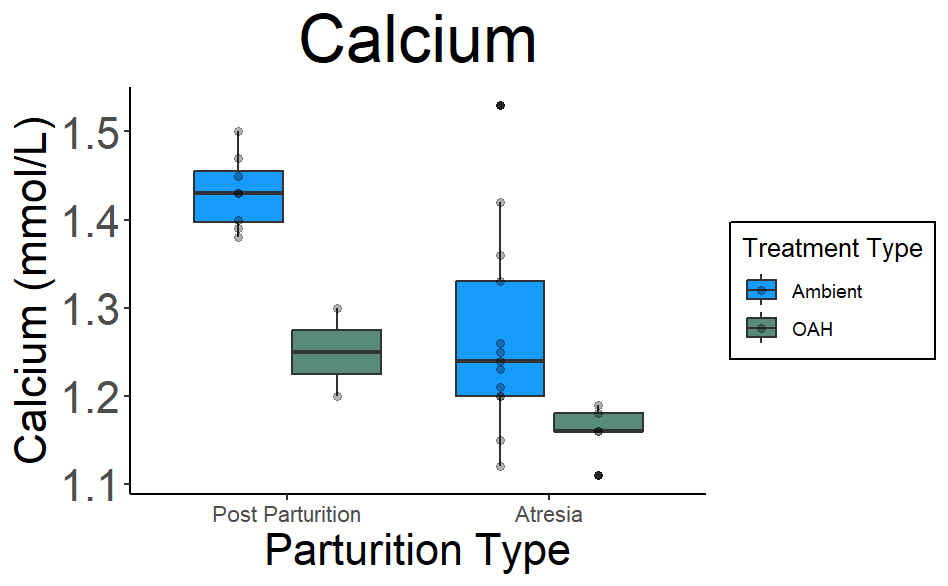 Calcium
Calcium (mmol/L)
1.5
1.4
1.3
1.2
1.1
Post Parturition
Atresia
Parturition Type
Treatment Type
Ambient
OAH